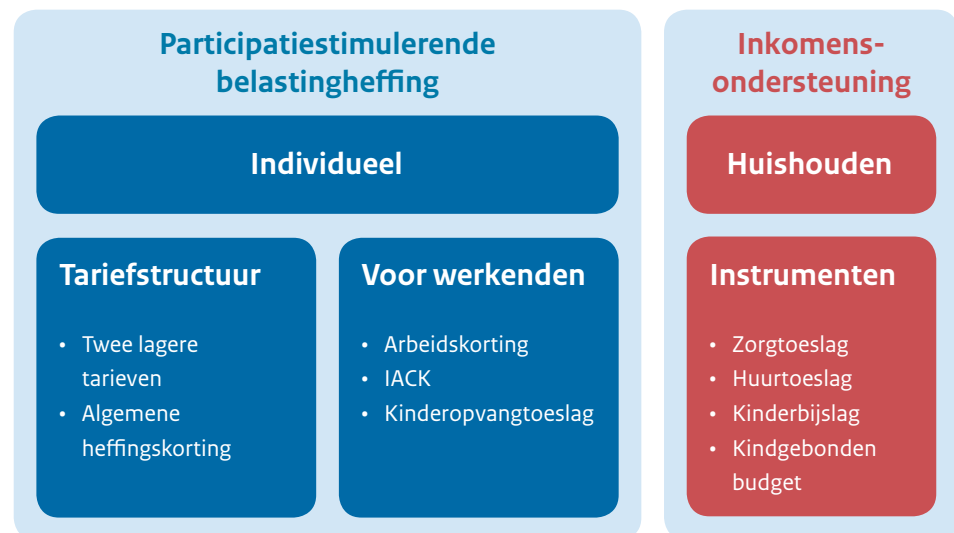 Participatiestimulerende
belastingheffing
Individueel
Tariefstructuur
• Twee lagere
tarieven
• Algemene
heffingskorting
Voor werkenden
• Arbeidskorting
• IACK
• Kinderopvangtoeslag
Inkomens-
ondersteuning
Huishouden
Instrumenten
• Zorgtoeslag
• Huurtoeslag
• Kinderbijslag
• Kindgebonden
budget